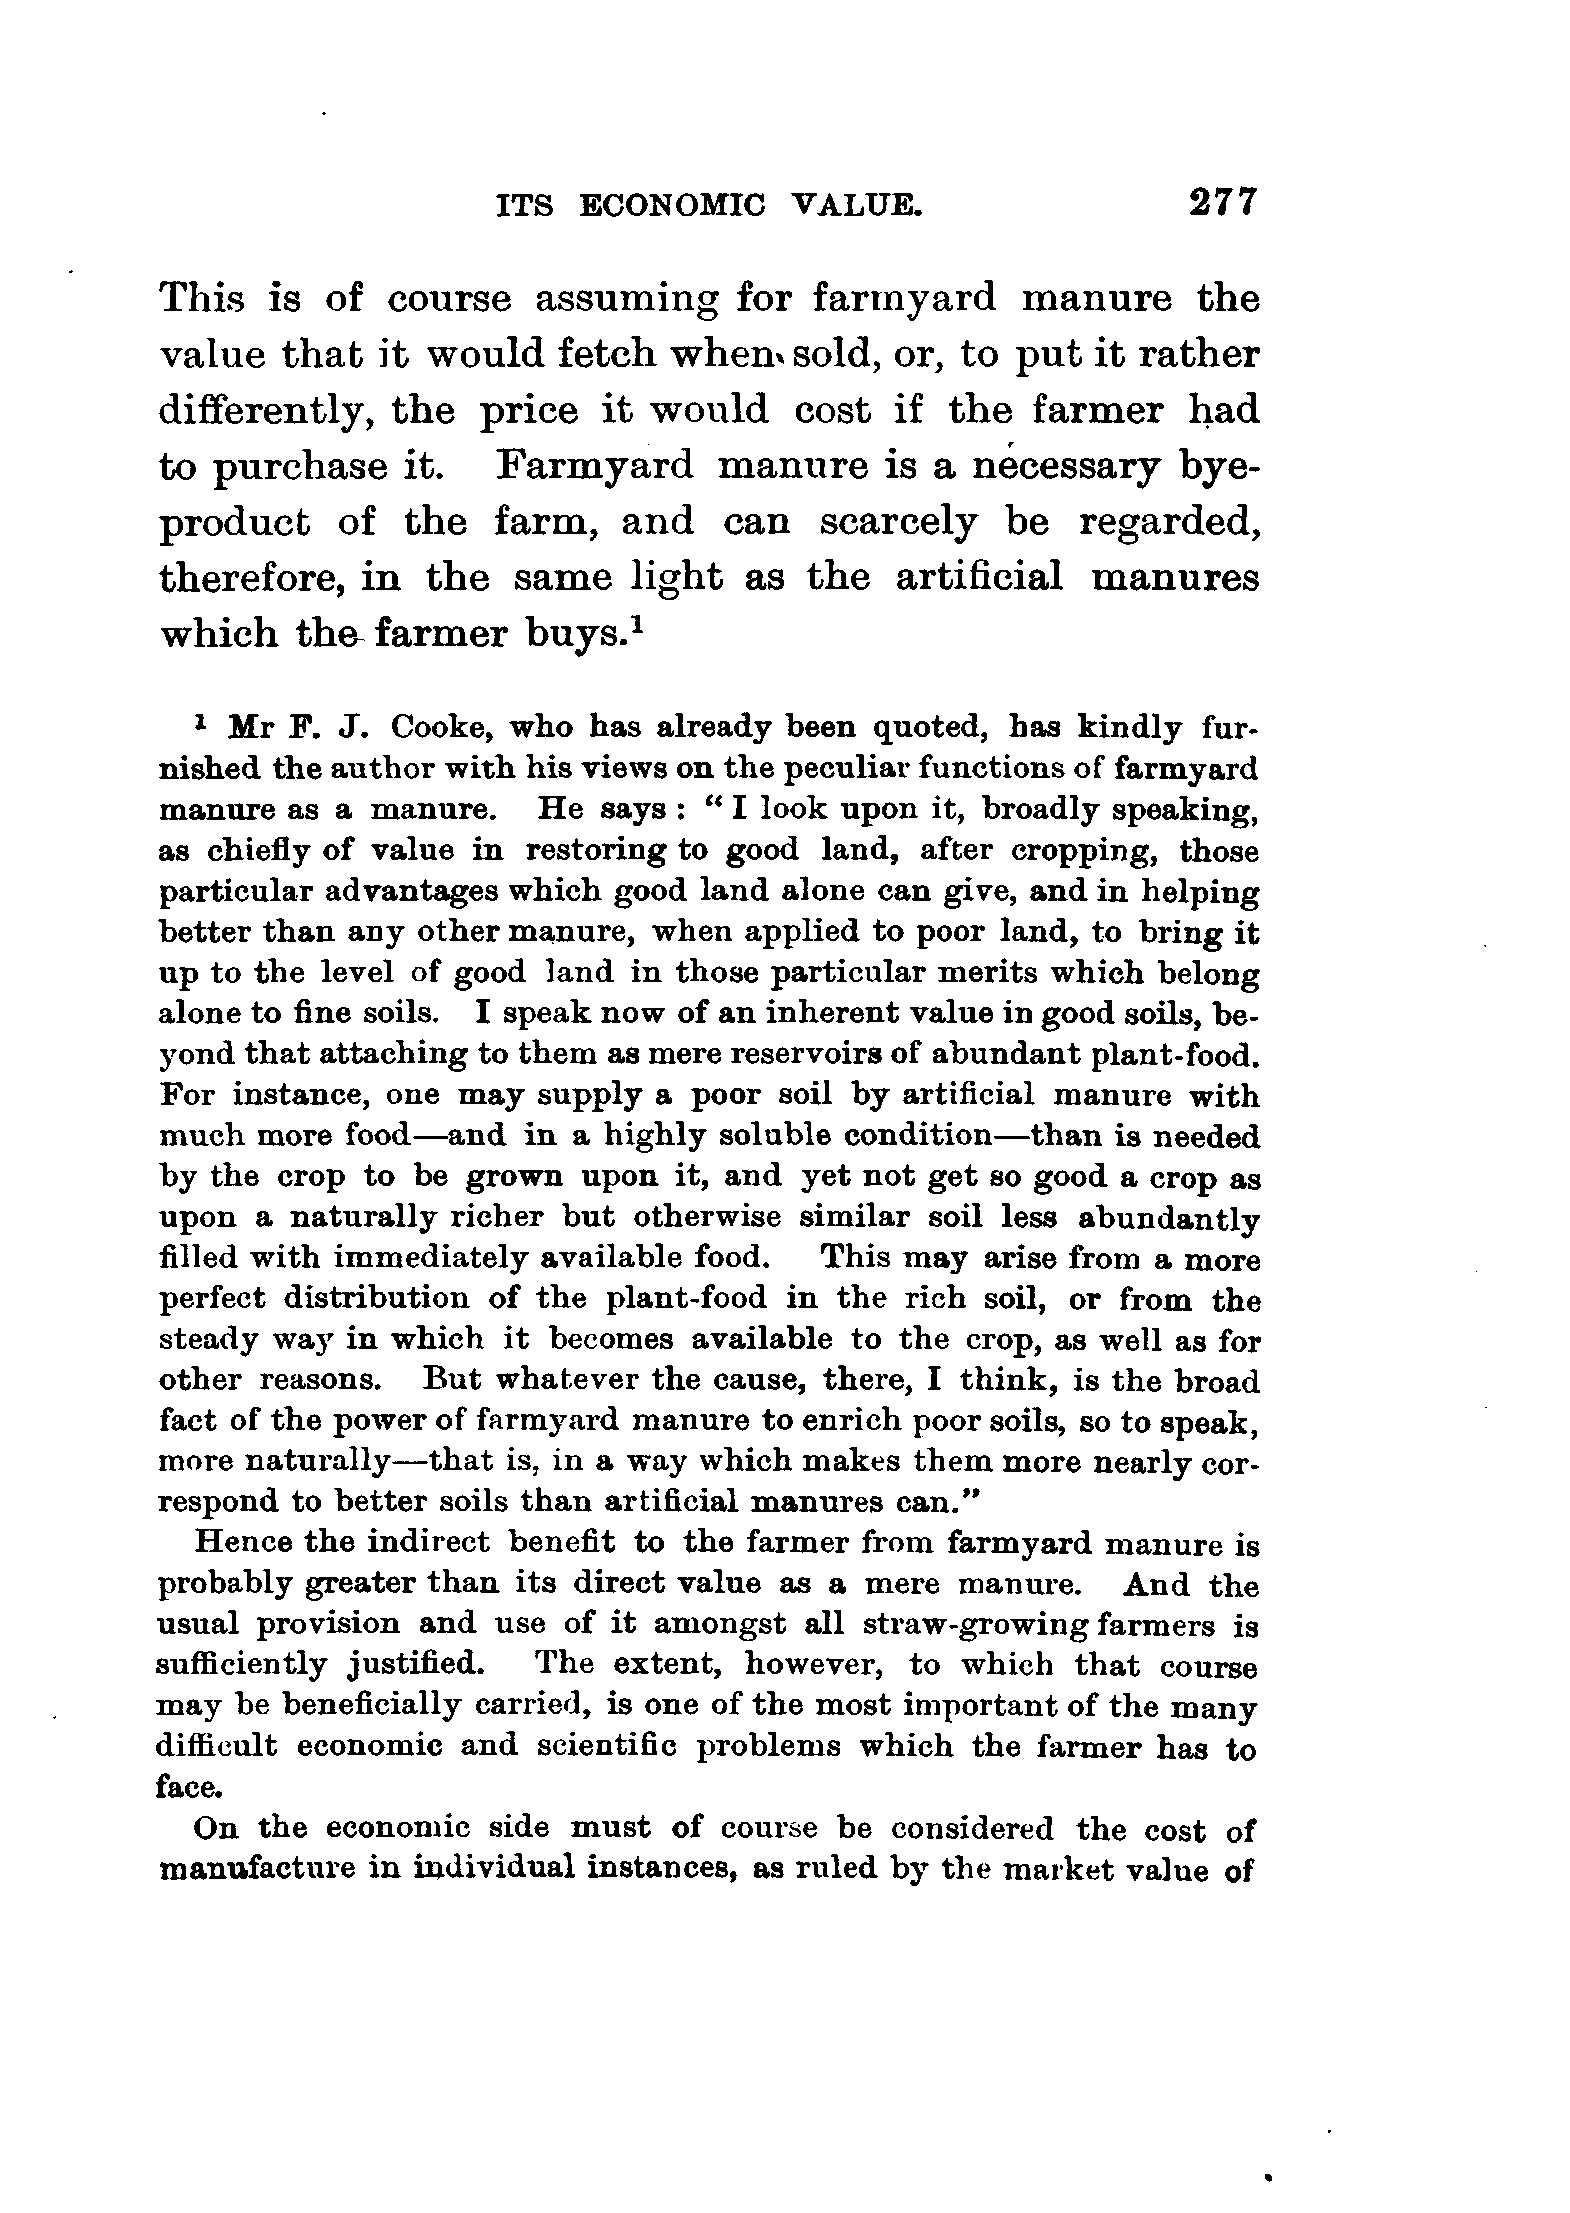 ITS ECONOMIC VALUE. 277
This is of course assuming for farmyard manure the
value that it would fetch when sold, or, to put it rather
differently, the price it would cost if the farmer had
to purchase it. Farmyard manure is a necessary bye-
product of the farm, and can scarcely be regarded,
therefore, in the same light as the artificial manures
which the farmer buys.¹
¹ Mr F. J. Cooke, who has already been quoted, has kindly fur-
nished the author with his views on the peculiar functions of farmyard
manure as a manure. He says: "I look upon it, broadly speaking,
as chiefly of value in restoring to good land, after cropping, those
particular advantages which good land alone can give, and in helping
better than any other manure, when applied to poor land, to bring it
up to the level of good land in those particular merits which belong
alone to fine soils. I speak now of an inherent value in good soils, be-
yond that attaching to them as mere reservoirs of abundant plant-food.
For instance, one may supply a poor soil by artificial manure with
much more food—and in a highly soluble condition—than is needed
by the crop to be grown upon it, and yet not get so good a crop as
upon a naturally richer but otherwise similar soil less abundantly
filled with immediately available food. This may arise from a more
perfect distribution of the plant-food in the rich soil, or from the
steady way in which it becomes available to the crop, as well as for
other reasons. But whatever the cause, there, I think, is the broad
fact of the power of farmyard manure to enrich poor soils, so to speak,
more naturally—that is, in a way which makes them more nearly cor-
respond to better soils than artificial manures can."
Hence the indirect benefit to the farmer from farmyard manure is
probably greater than its direct value as a mere manure. And the
usual provision and use of it amongst all straw-growing farmers is
sufficiently justified. The extent, however, to which that course
may be beneficially carried, is one of the most important of the many
difficult economic and scientific problems which the farmer has to
face.
On the economic side must of course be considered the cost of
manufacture in individual instances, as ruled by the market value of